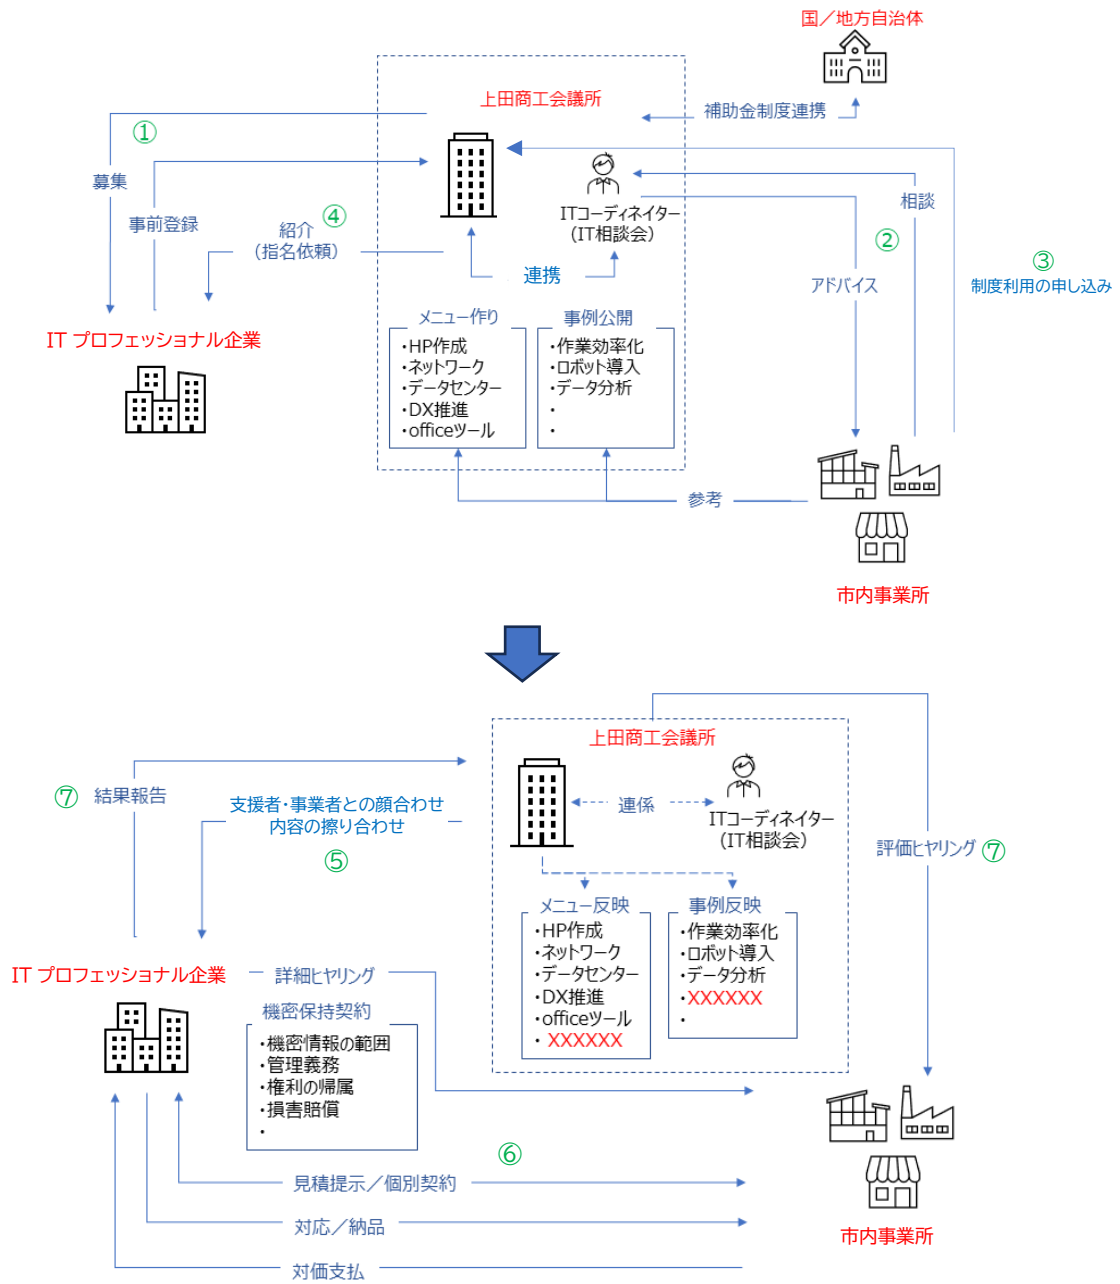 国／地方自治体
上田商工会議所
補助金制度連携
①
募集
事前登録
④
紹介
（指名依頼）
ITコーディネイター
（IT相談会）
連携
相談
②
アドバイス
③
制度利用の申し込み
IT プロフェッショナル企業
メニュー作り
・HP作成
・ネットワーク
・データセンター
・DX推進
・officeツール
事例公開
・作業効率化
・ロボット導入
・データ分析
・
・
参考
市内事業所
上田商工会議所
⑦
結果報告
支援者・事業者との顔合わせ
内容の擦り合わせ
⑤
連係
ITコーディネイター
（IT相談会）
評価ヒヤリング
⑦
メニュー反映
・HP作成
・ネットワーク
・データセンター
・DX推進
・officeツール
・XXXXXX
事例反映
・作業効率化
・ロボット導入
・データ分析
・XXXXXX
・
IT プロフェッショナル企業
詳細ヒヤリング
機密保持契約
・機密情報の範囲
・管理義務
・権利の帰属
・損害賠償
・
⑥
見積提示／個別契約
対応／納品
対価支払
市内事業所